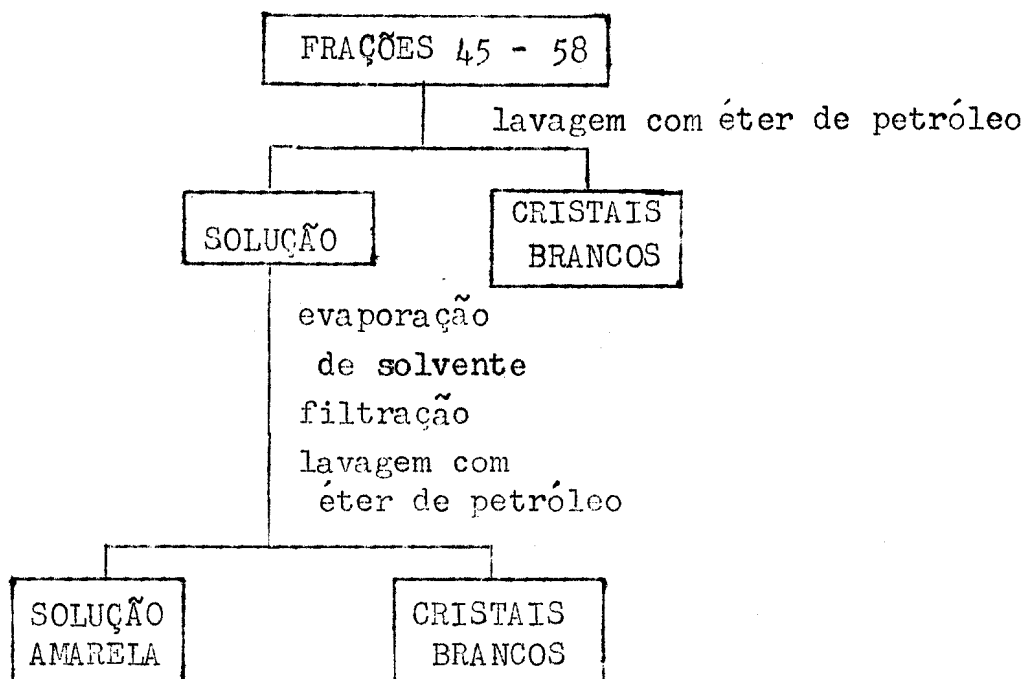 FRAÇÕES 45 - 58
lavagem com éter de petróleo
SOLUÇÃO
CRISTAIS
BRANCOS
evaporação
de solvente
filtração
lavagem com
éter de petróleo
SOLUÇÃO
AMARELA
CRISTAIS
BRANCOS